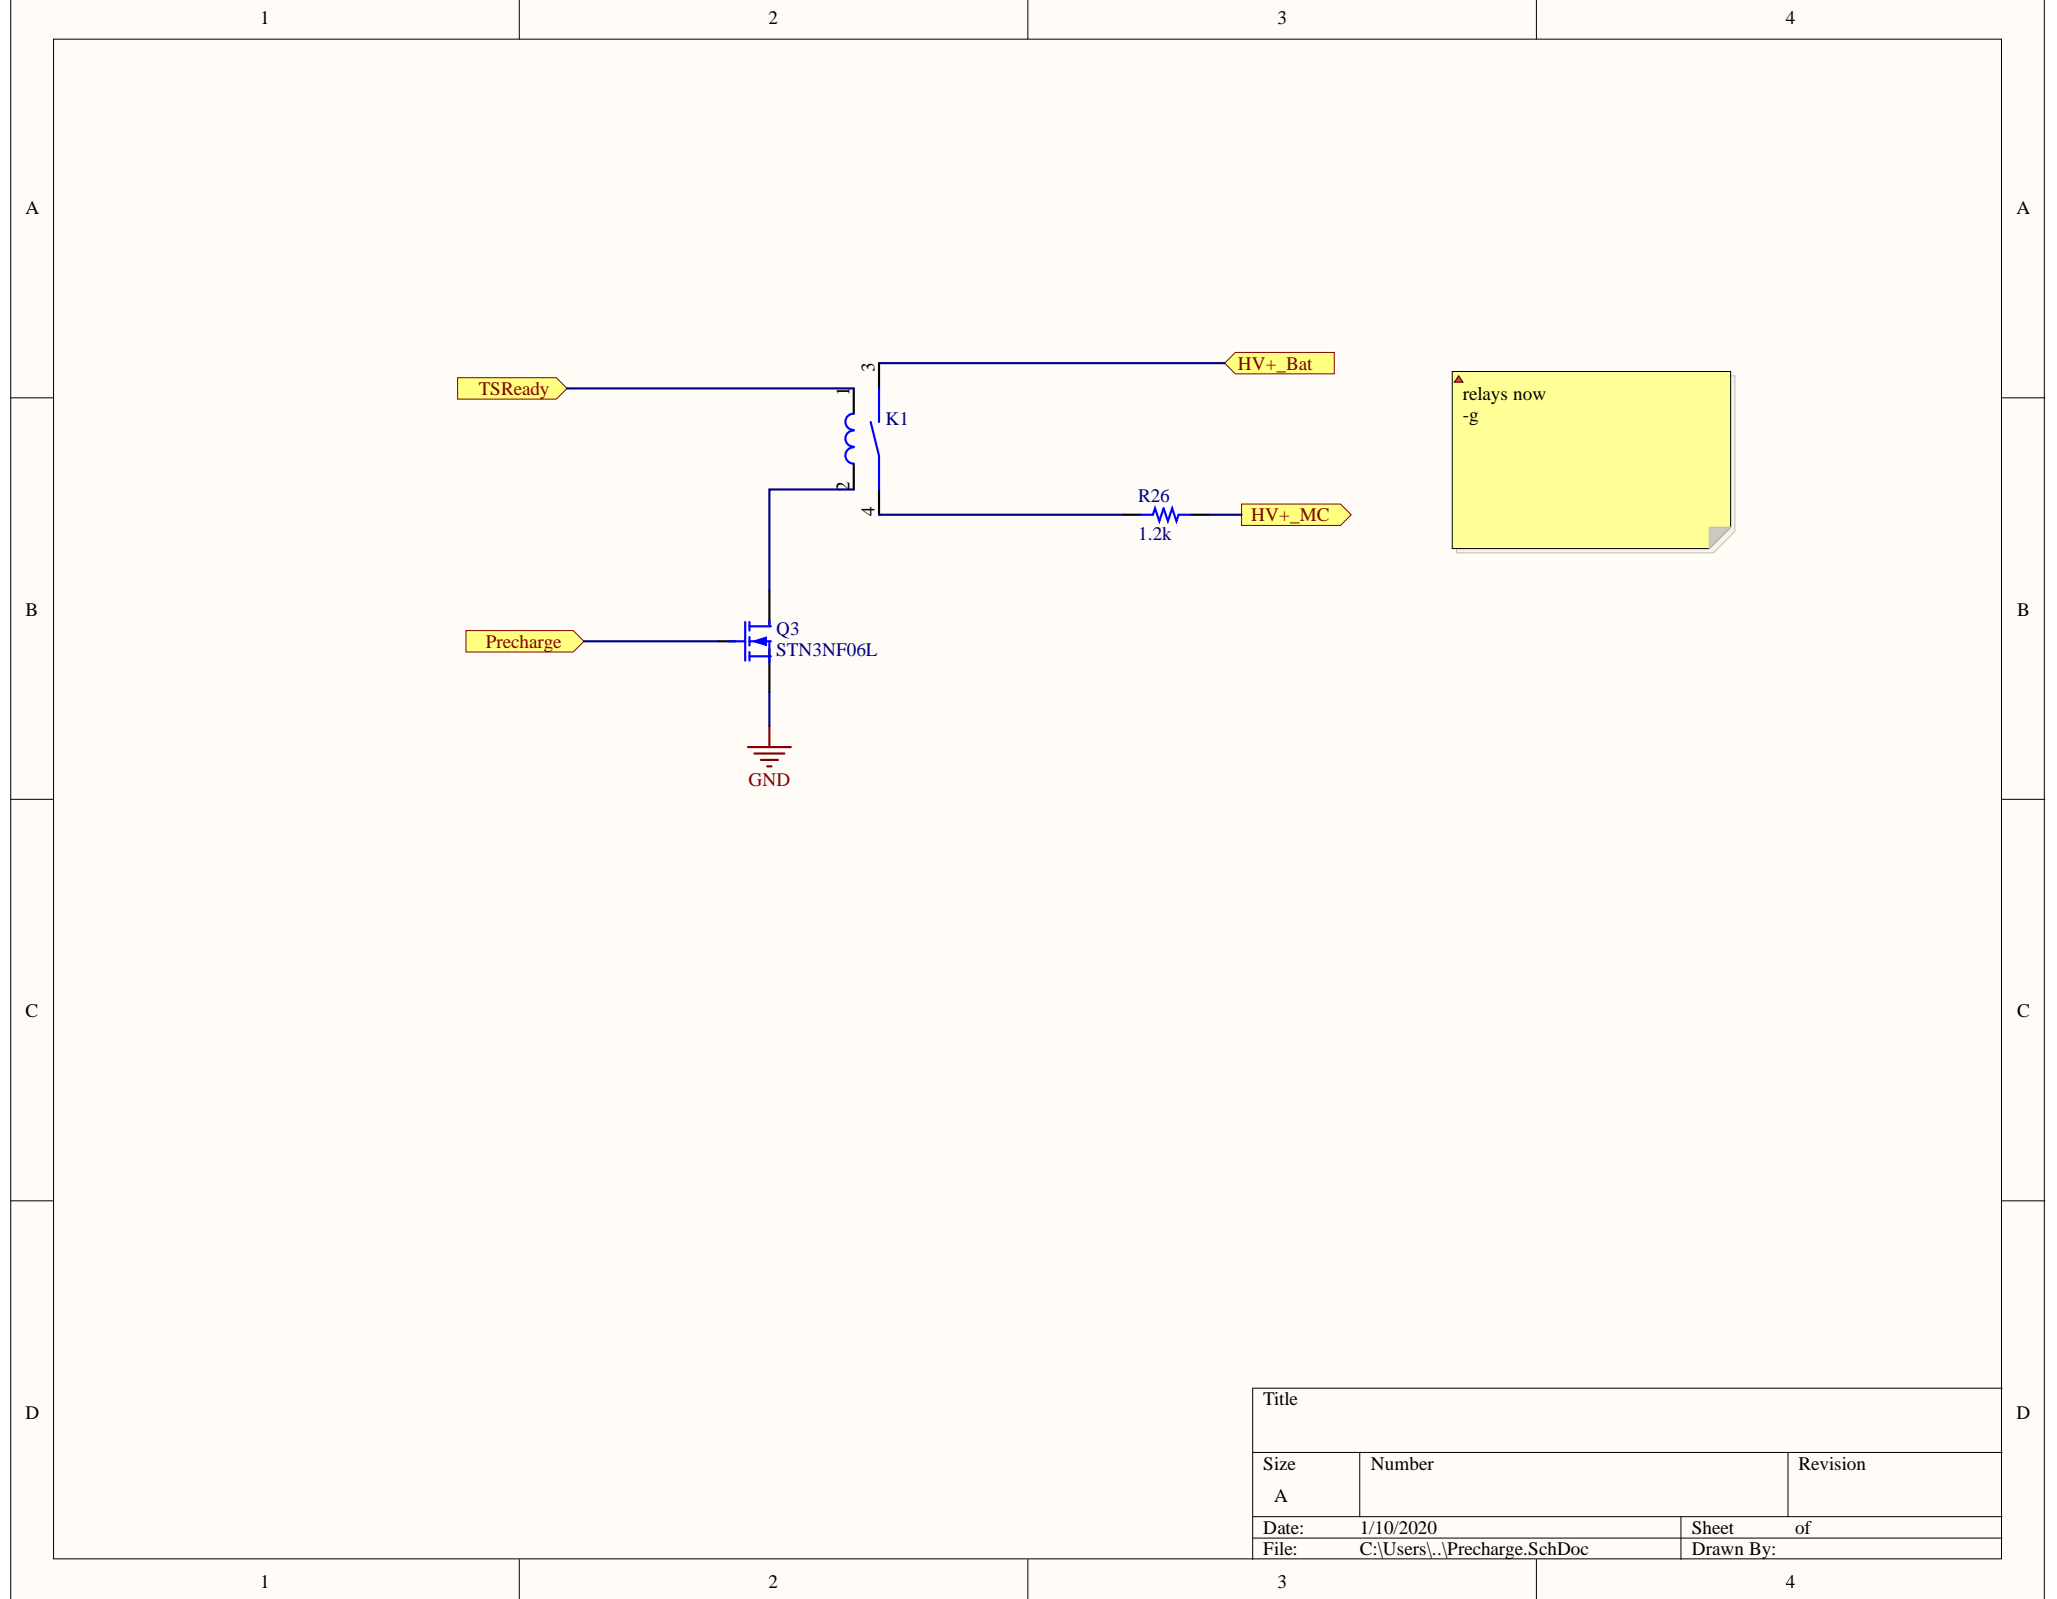 1 2 3 4
A A
3
HV+_Bat
TSReady
1
relays now
-g
K1
2
R26
4
HV+_MC
1.2k
B B
Q3
Precharge
STN3NF06L
GND
C C
Title
D D
Size Number Revision
A
Date: 1/10/2020 Sheet of
File: C:\Users\..\Precharge.SchDoc Drawn By:
1 2 3 4